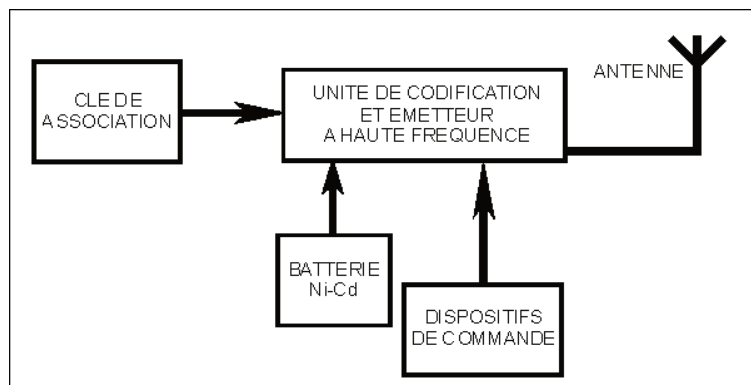 CLE DE
ASSOCIATION
UNITE DE CODIFICATION
ET EMETTEUR
A HAUTE FREQUENCE
ANTENNE
BATTERIE
Ni-Cd
DISPOSITIFS
DE COMMANDE